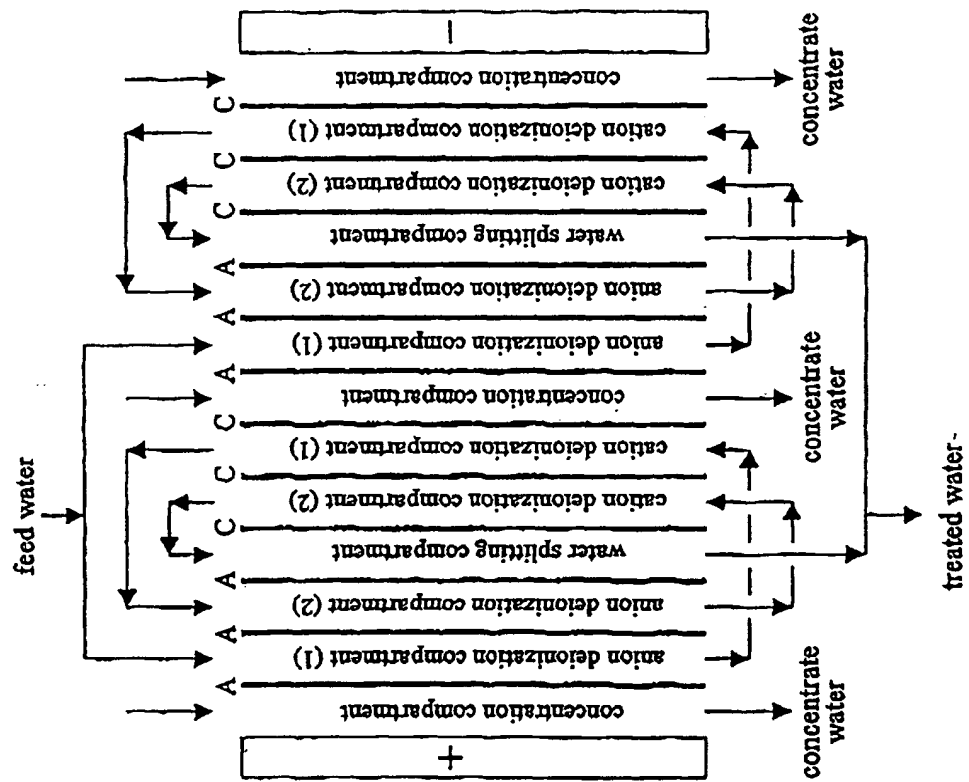 −
concentration compartment
C
cation deionization compartment (1)
C
cation deionization compartment (2)
C
water splitting compartment
A
anion deionization compartment (2)
A
anion deionization compartment (1)
A
concentration compartment
C
cation deionization compartment (1)
C
cation deionization compartment (2)
C
water splitting compartment
A
anion deionization compartment (2)
A
anion deionization compartment (1)
A
concentration compartment
+
feed water
concentrate
water
concentrate
water
concentrate
water
treated water-